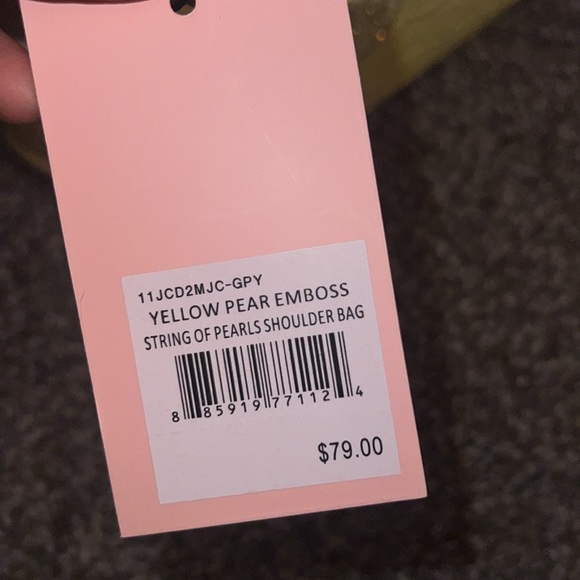 11JCD2MJC-GPY
YELLOW PEAR EMBOSS
STRING OF PEARLS SHOULDER BAG
8 85919 77112 4
$79.00